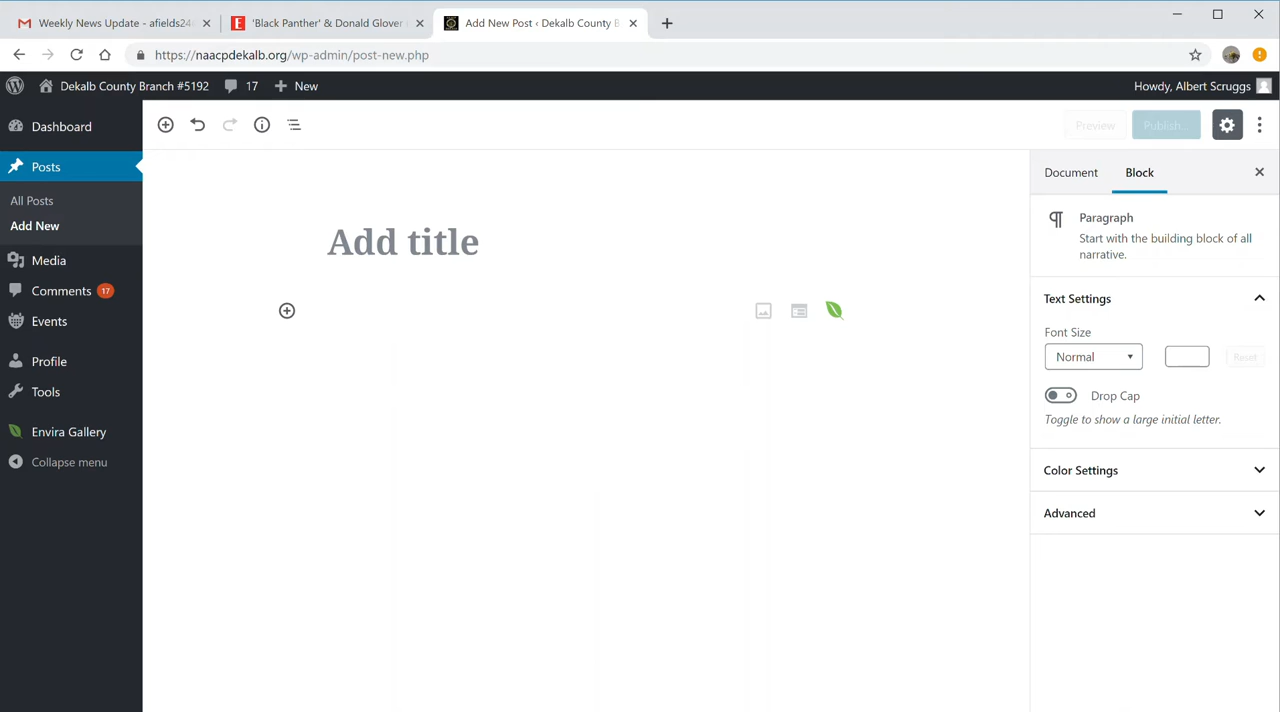 Weekly News Update - afields24
'Black Panther' & Donald Glover
Add New Post ‹ Dekalb County B
https://naacpdekalb.org/wp-admin/post-new.php
Dekalb County Branch #5192
17
New
Howdy, Albert Scruggs
Dashboard
Posts
All Posts
Add New
Media
Comments 17
Events
Profile
Tools
Envira Gallery
Collapse menu
Preview
Publish...
Add title
Document
Block
Paragraph
Start with the building block of all
narrative.
Text Settings
Font Size
Normal
Reset
Drop Cap
Toggle to show a large initial letter.
Color Settings
Advanced